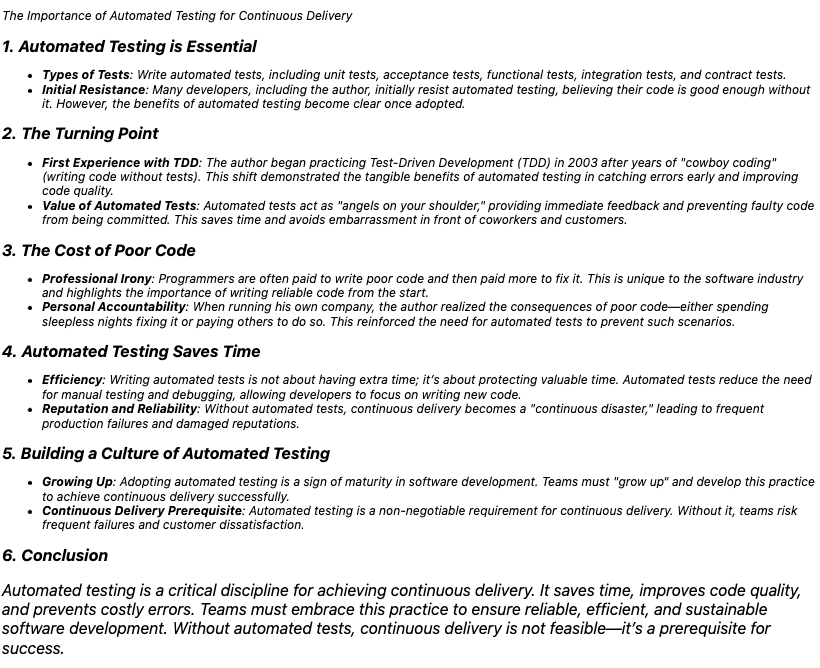 The Importance of Automated Testing for Continuous Delivery
1. Automated Testing is Essential
• Types of Tests: Write automated tests, including unit tests, acceptance tests, functional tests, integration tests, and contract tests.
• Initial Resistance: Many developers, including the author, initially resist automated testing, believing their code is good enough without
it. However, the benefits of automated testing become clear once adopted.
2. The Turning Point
• First Experience with TDD: The author began practicing Test-Driven Development (TDD) in 2003 after years of "cowboy coding"
(writing code without tests). This shift demonstrated the tangible benefits of automated testing in catching errors early and improving
code quality.
• Value of Automated Tests: Automated tests act as "angels on your shoulder," providing immediate feedback and preventing faulty code
from being committed. This saves time and avoids embarrassment in front of coworkers and customers.
3. The Cost of Poor Code
• Professional Irony: Programmers are often paid to write poor code and then paid more to fix it. This is unique to the software industry
and highlights the importance of writing reliable code from the start.
• Personal Accountability: When running his own company, the author realized the consequences of poor code—either spending
sleepless nights fixing it or paying others to do so. This reinforced the need for automated tests to prevent such scenarios.
4. Automated Testing Saves Time
• Efficiency: Writing automated tests is not about having extra time; it's about protecting valuable time. Automated tests reduce the need
for manual testing and debugging, allowing developers to focus on writing new code.
• Reputation and Reliability: Without automated tests, continuous delivery becomes a "continuous disaster," leading to frequent
production failures and damaged reputations.
5. Building a Culture of Automated Testing
• Growing Up: Adopting automated testing is a sign of maturity in software development. Teams must "grow up" and develop this practice
to achieve continuous delivery successfully.
• Continuous Delivery Prerequisite: Automated testing is a non-negotiable requirement for continuous delivery. Without it, teams risk
frequent failures and customer dissatisfaction.
6. Conclusion
Automated testing is a critical discipline for achieving continuous delivery. It saves time, improves code quality,
and prevents costly errors. Teams must embrace this practice to ensure reliable, efficient, and sustainable
software development. Without automated tests, continuous delivery is not feasible—it's a prerequisite for
success.